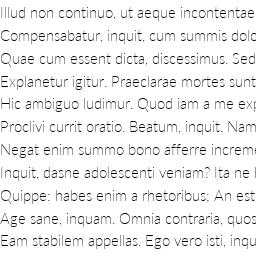 Illud non continuo, ut aeque incontentae
Compensabatur, inquit, cum summis dolo
Quae cum essent dicta, discessimus. Sed
Explanetur igitur. Praeclarae mortes sunt
Hic ambiguo ludimur. Quod iam a me exp
Proclivi currit oratio. Beatum, inquit. Nam
Negat enim summo bono afferre increme
Inquit, dasne adolescenti veniam? Ita ne
Quippe: habes enim a rhetoribus; An est
Age sane, inquam. Omnia contraria, quos
Eam stabilem appellas. Ego vero isti, inqu